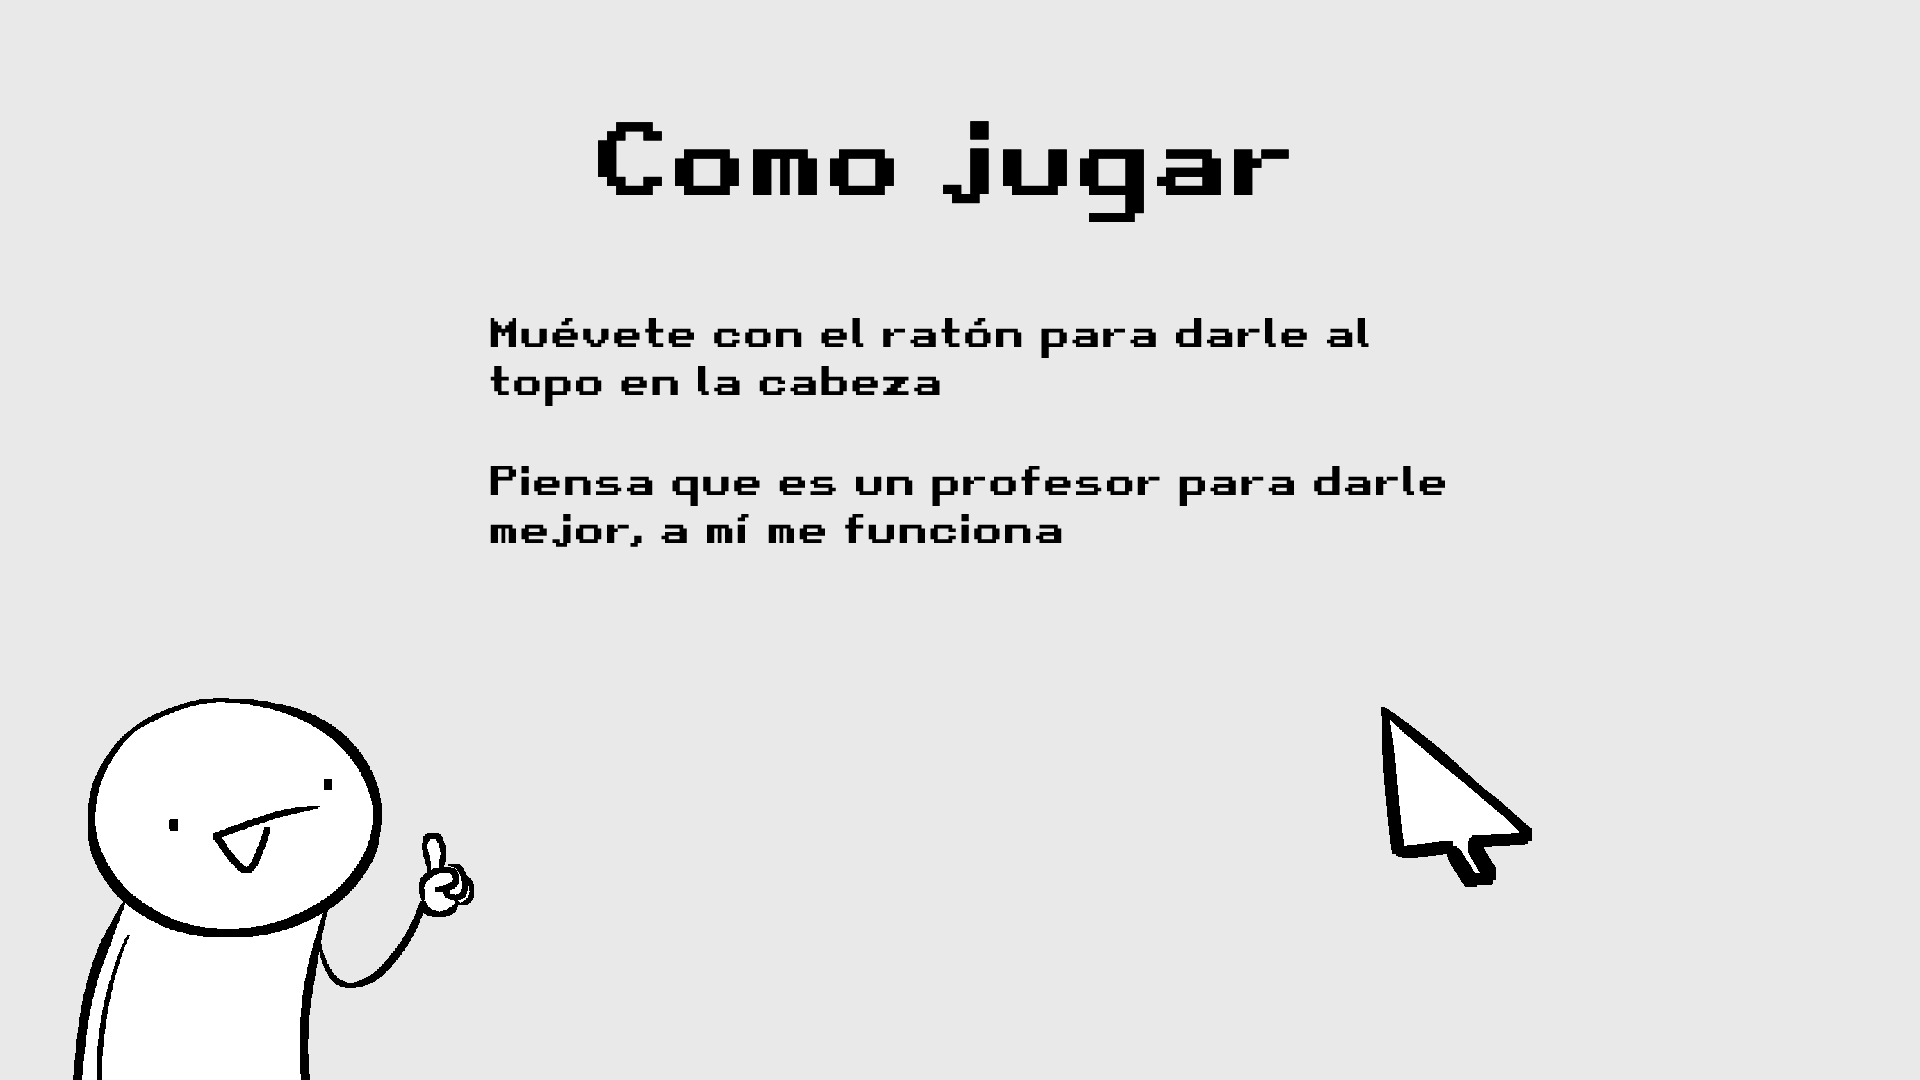 Como jugar
Muévete con el ratón para darle al
topo en la cabeza
Piensa que es un profesor para darle
mejor, a mí me funciona